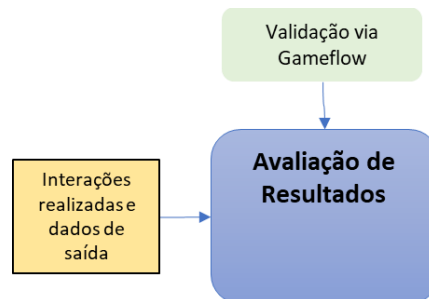 Validação via
Gameflow
Avaliação de
Resultados
Interações
realizadas e
dados de
saída